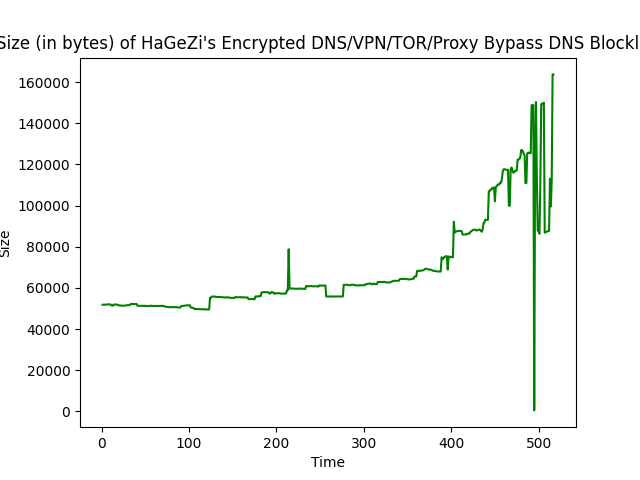 Size (in bytes) of HaGeZi's Encrypted DNS/VPN/TOR/Proxy Bypass DNS Blockl
160000
140000
120000
100000
80000
60000
40000
20000
0
Size
0 100 200 300 400 500
Time